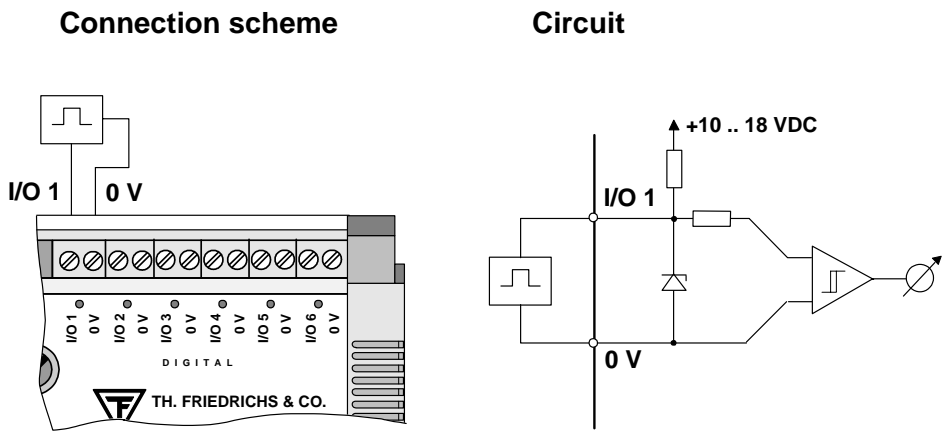 Connection scheme
Circuit
+10 .. 18 VDC
I/O 1
0 V
I/O 1
0 V
I/O 1
0 V
I/O 2
0 V
I/O 3
0 V
I/O 4
0 V
I/O 5
0 V
I/O 6
0 V
DIGITAL
TF TH. FRIEDRICHS & CO.